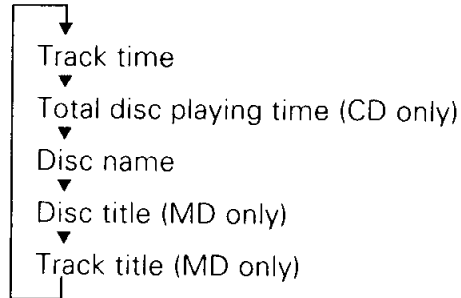 Track time
Total disc playing time (CD only)
Disc name
Disc title (MD only)
Track title (MD only)